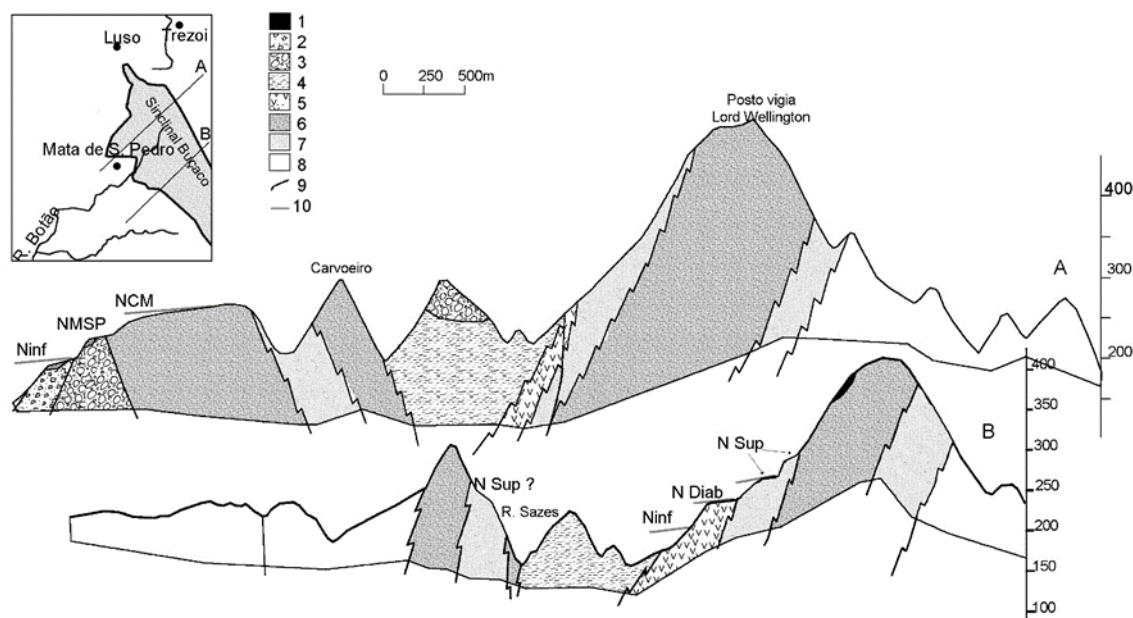 Luso
Trezoi
A
B
Sinclinal Buçaco
Mata de S. Pedro
R. Botão
1
2
3
4
5
6
7
8
9
10
0 250 500m
Posto vigia
Lord Wellington
400
300
200
A
Carvoeiro
NCM
NMSP
Ninf
400
350
300
250
200
150
100
B
N Sup
N Diab
Ninf
N Sup ?
R. Sazes